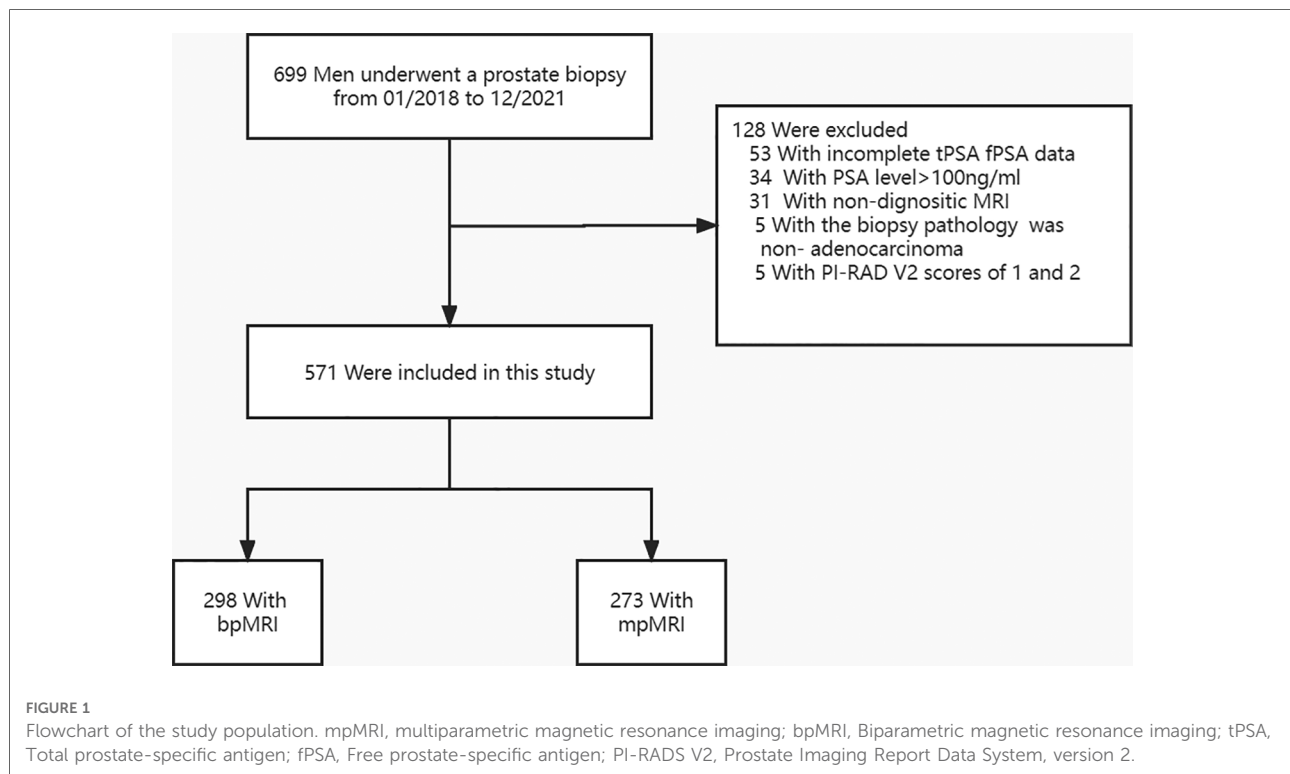 699 Men underwent a prostate biopsy
from 01/2018 to 12/2021
128 Were excluded
53 With incomplete tPSA fPSA data
34 With PSA level>100ng/ml
31 With non-dignositic MRI
5 With the biopsy pathology was
non- adenocarcinoma
5 With PI-RAD V2 scores of 1 and 2
571 Were included in this study
298 With
bpMRI
273 With
mpMRI
FIGURE 1
Flowchart of the study population. mpMRI, multiparametric magnetic resonance imaging; bpMRI, Biparametric magnetic resonance imaging; tPSA,
Total prostate-specific antigen; fPSA, Free prostate-specific antigen; PI-RADS V2, Prostate Imaging Report Data System, version 2.